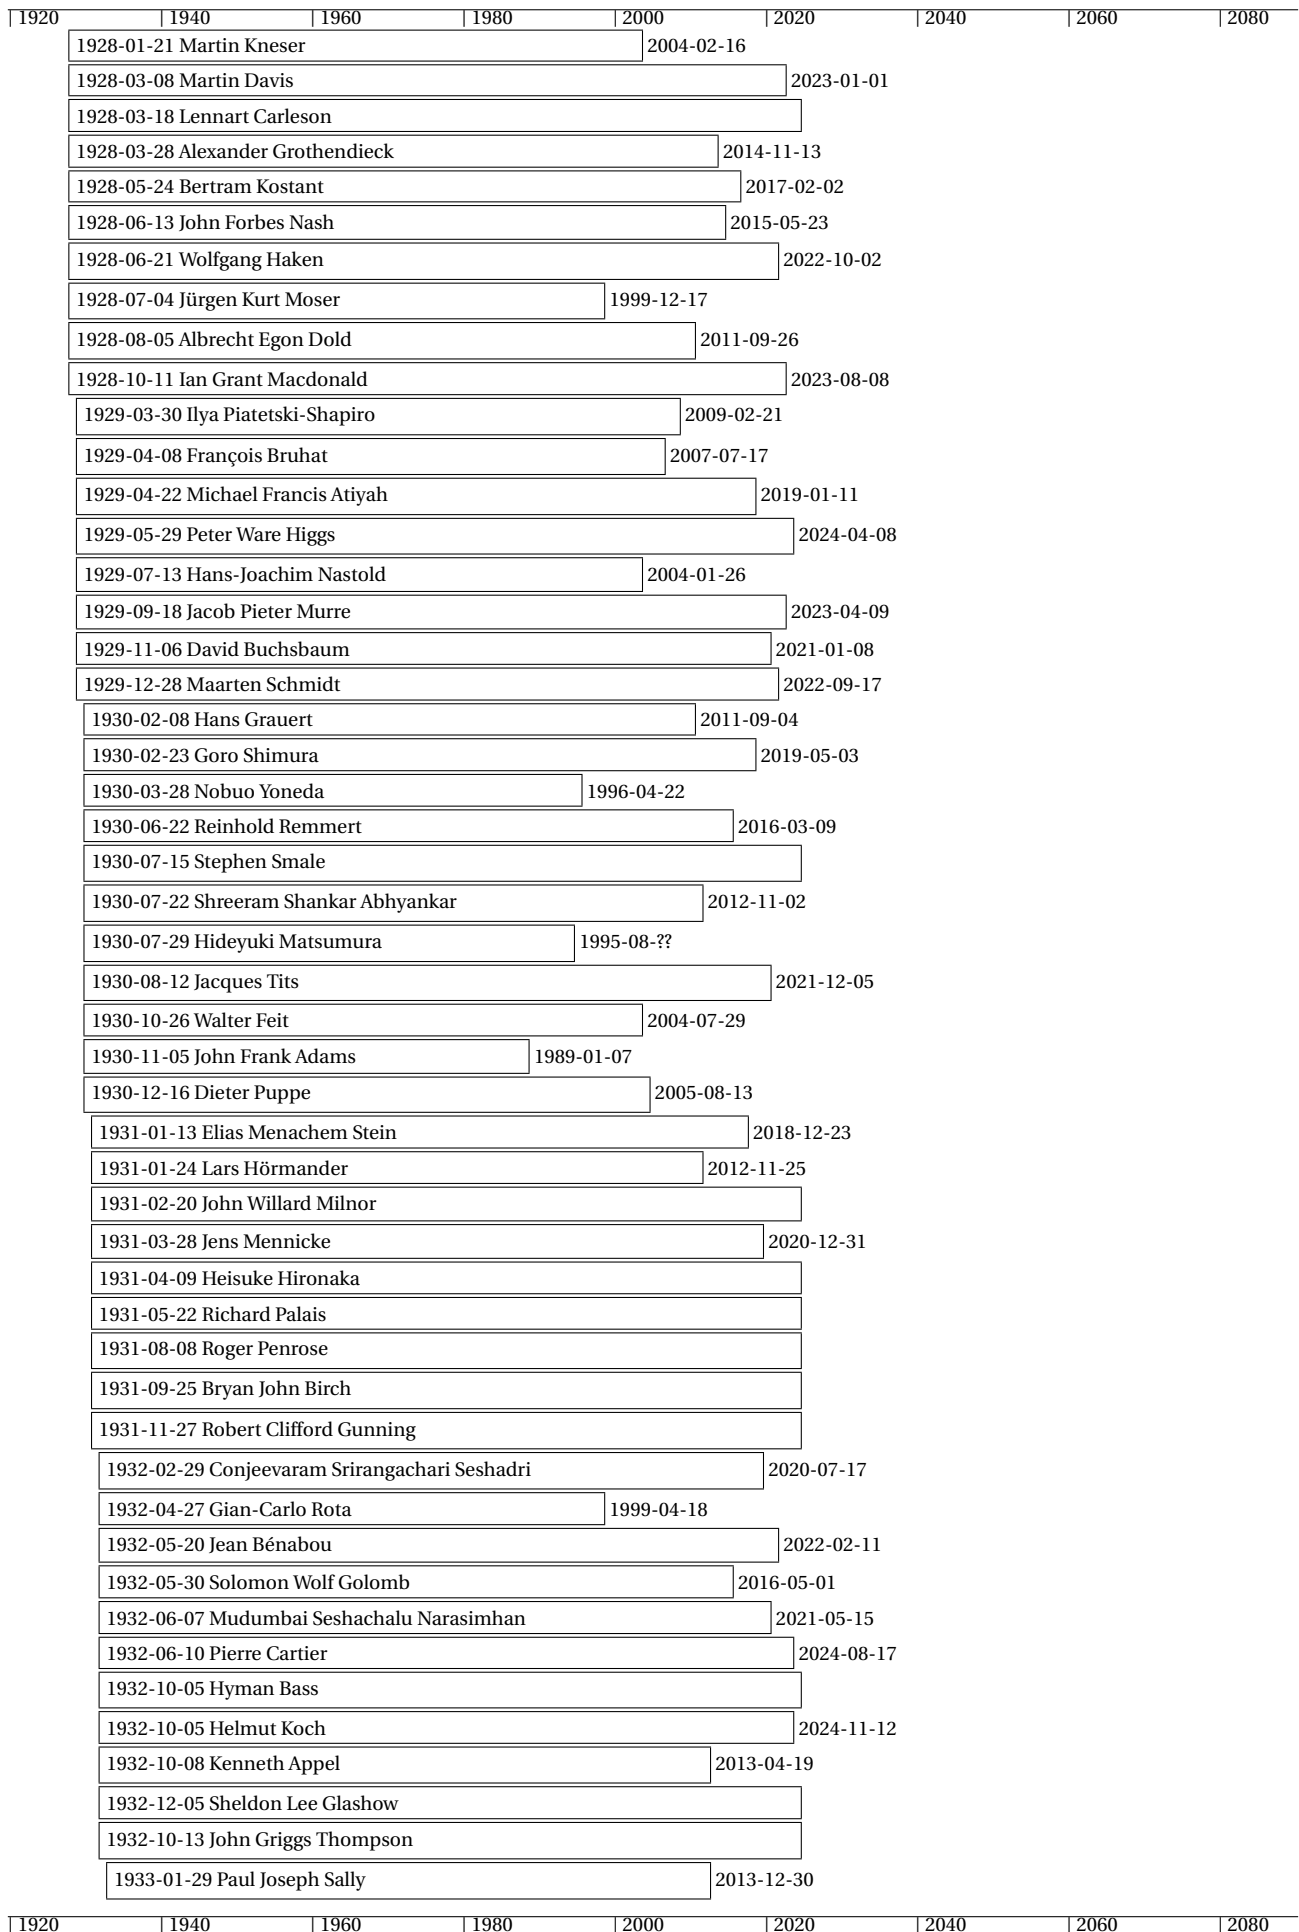 1920 1940 1960 1980 2000 2020 2040 2060 2080
1928-01-21 Martin Kneser 2004-02-16
1928-03-08 Martin Davis 2023-01-01
1928-03-18 Lennart Carleson
1928-03-28 Alexander Grothendieck 2014-11-13
1928-05-24 Bertram Kostant 2017-02-02
1928-06-13 John Forbes Nash 2015-05-23
1928-06-21 Wolfgang Haken 2022-10-02
1928-07-04 Jürgen Kurt Moser 1999-12-17
1928-08-05 Albrecht Egon Dold 2011-09-26
1928-10-11 Ian Grant Macdonald 2023-08-08
1929-03-30 Ilya Piatetski-Shapiro 2009-02-21
1929-04-08 François Bruhat 2007-07-17
1929-04-22 Michael Francis Atiyah 2019-01-11
1929-05-29 Peter Ware Higgs 2024-04-08
1929-07-13 Hans-Joachim Nastold 2004-01-26
1929-09-18 Jacob Pieter Murre 2023-04-09
1929-11-06 David Buchsbaum 2021-01-08
1929-12-28 Maarten Schmidt 2022-09-17
1930-02-08 Hans Grauert 2011-09-04
1930-02-23 Goro Shimura 2019-05-03
1930-03-28 Nobuo Yoneda 1996-04-22
1930-06-22 Reinhold Remmert 2016-03-09
1930-07-15 Stephen Smale
1930-07-22 Shreeram Shankar Abhyankar 2012-11-02
1930-07-29 Hideyuki Matsumura 1995-08-??
1930-08-12 Jacques Tits 2021-12-05
1930-10-26 Walter Feit 2004-07-29
1930-11-05 John Frank Adams 1989-01-07
1930-12-16 Dieter Puppe 2005-08-13
1931-01-13 Elias Menachem Stein 2018-12-23
1931-01-24 Lars Hörmander 2012-11-25
1931-02-20 John Willard Milnor
1931-03-28 Jens Mennicke 2020-12-31
1931-04-09 Heisuke Hironaka
1931-05-22 Richard Palais
1931-08-08 Roger Penrose
1931-09-25 Bryan John Birch
1931-11-27 Robert Clifford Gunning
1932-02-29 Conjeevaram Srirangachari Seshadri 2020-07-17
1932-04-27 Gian-Carlo Rota 1999-04-18
1932-05-20 Jean Bénabou 2022-02-11
1932-05-30 Solomon Wolf Golomb 2016-05-01
1932-06-07 Mudumbai Seshachalu Narasimhan 2021-05-15
1932-06-10 Pierre Cartier 2024-08-17
1932-10-05 Hyman Bass
1932-10-05 Helmut Koch 2024-11-12
1932-10-08 Kenneth Appel 2013-04-19
1932-12-05 Sheldon Lee Glashow
1932-10-13 John Griggs Thompson
1933-01-29 Paul Joseph Sally 2013-12-30
1920 1940 1960 1980 2000 2020 2040 2060 2080